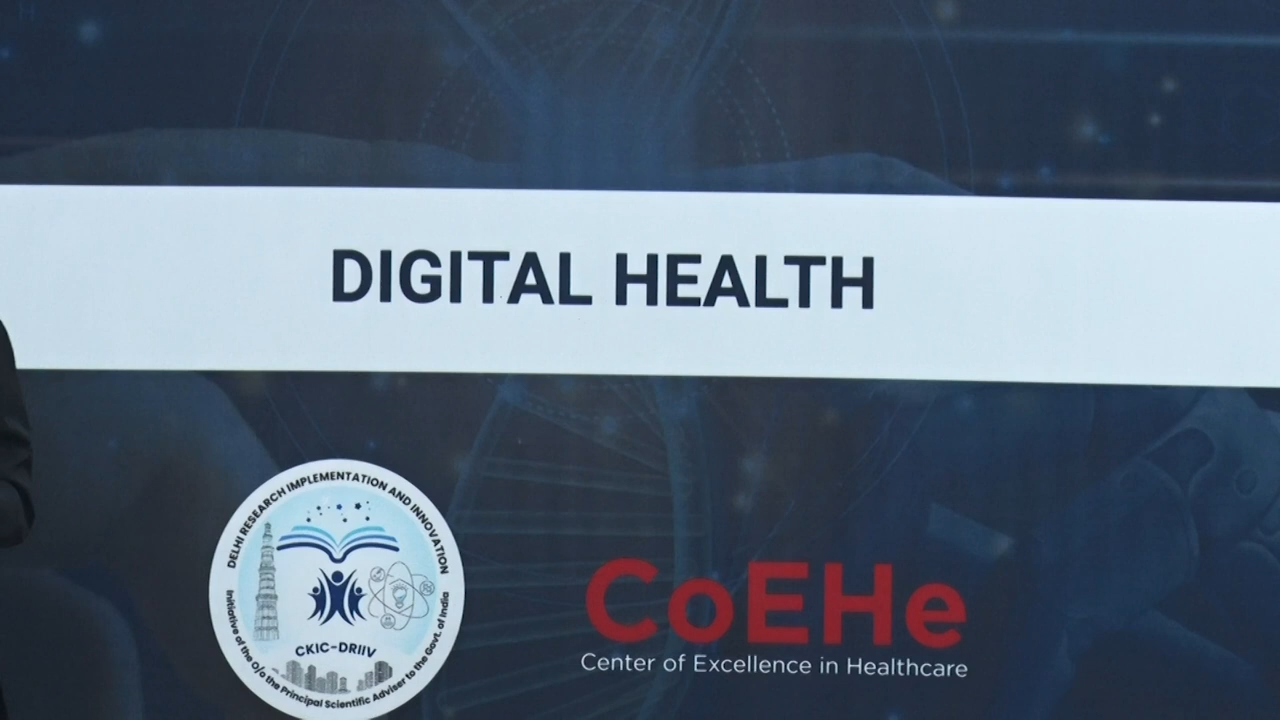 DIGITAL HEALTH
DELHI RESEARCH IMPLEMENTATION AND INNOVATION
CKIC-DRIIV
Initiative of the O/o the Principal Scientific Adviser to the Govt. of India
CoEHe
Center of Excellence in Healthcare